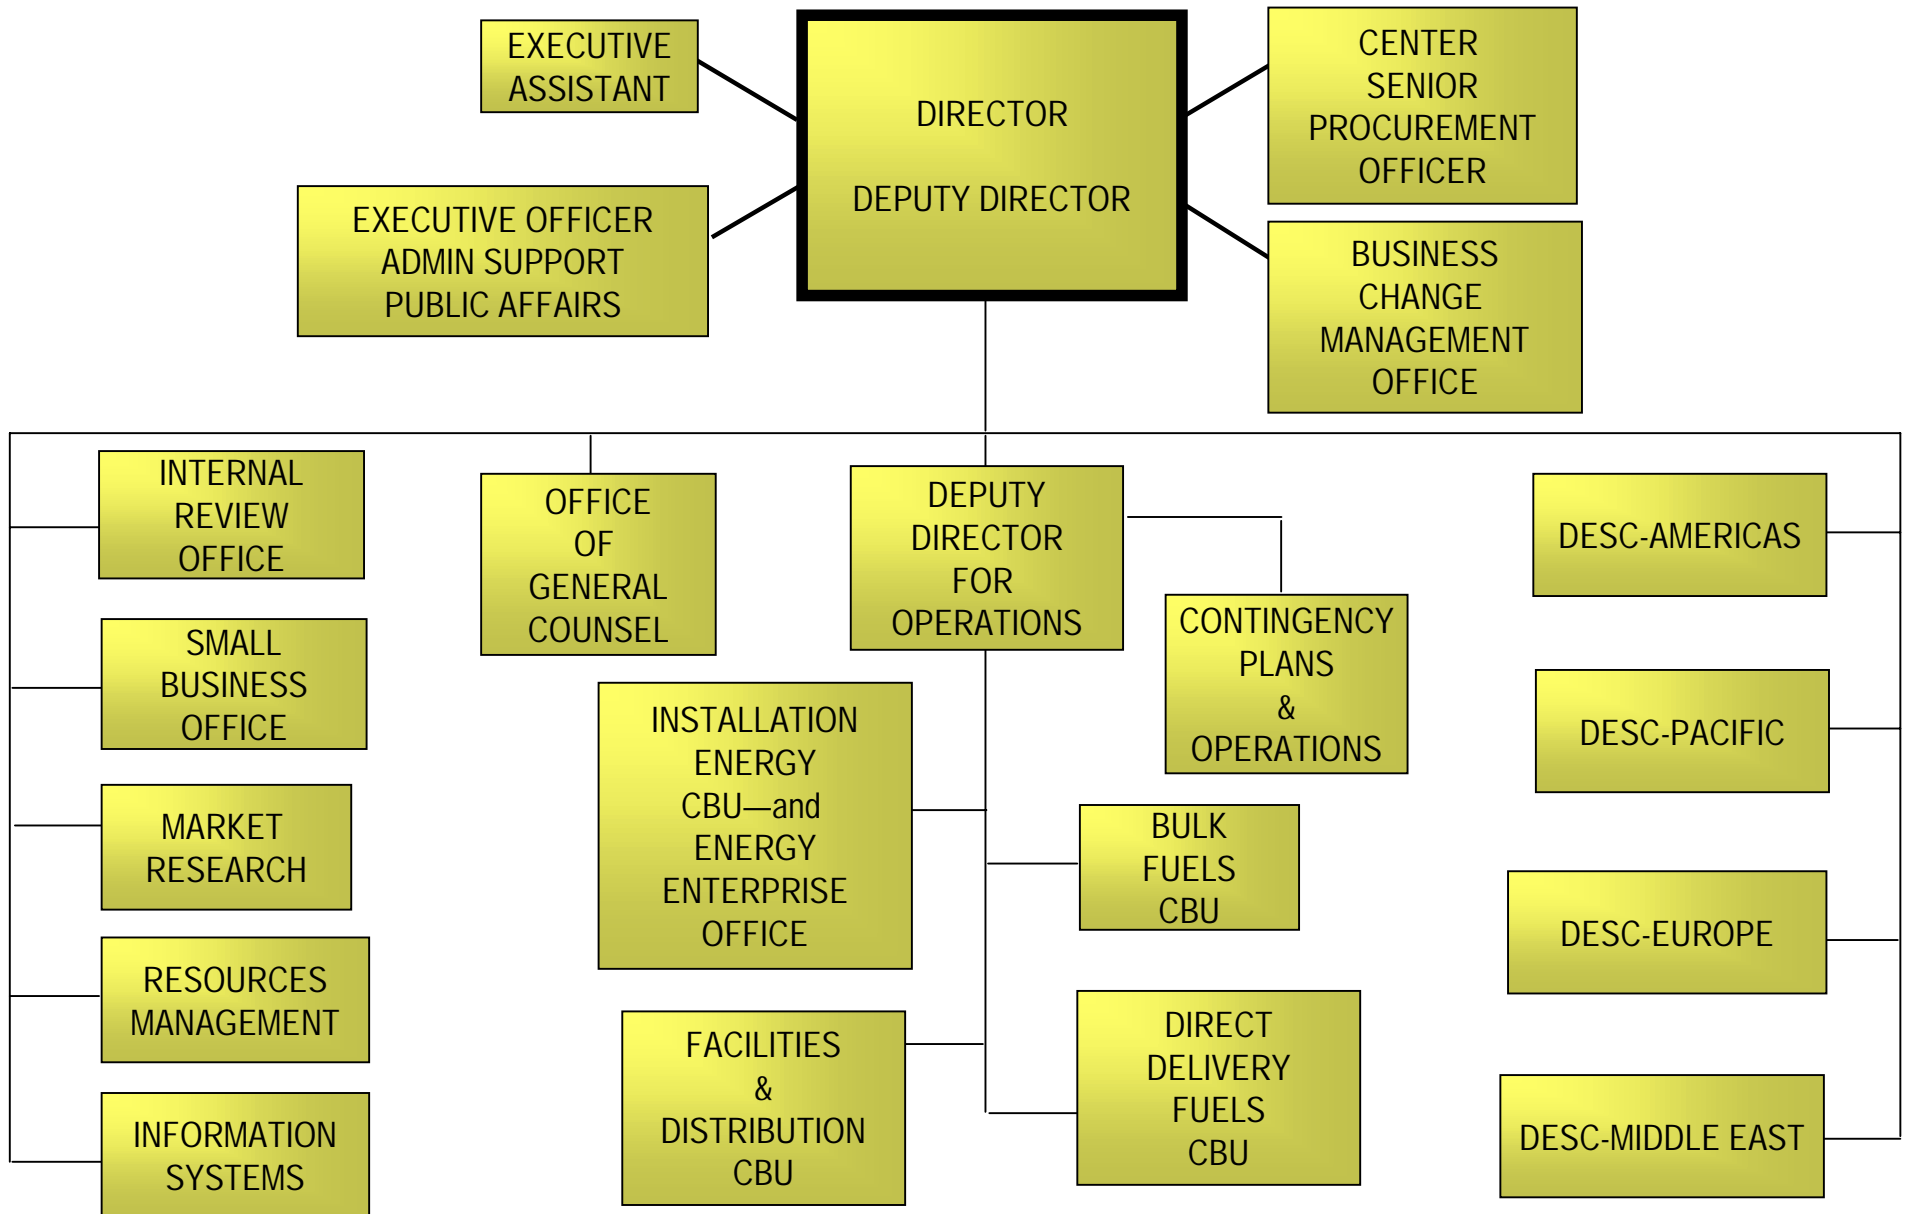 EXECUTIVE
ASSISTANT
DIRECTOR
DEPUTY DIRECTOR
CENTER
SENIOR
PROCUREMENT
OFFICER
EXECUTIVE OFFICER
ADMIN SUPPORT
PUBLIC AFFAIRS
BUSINESS
CHANGE
MANAGEMENT
OFFICE
INTERNAL
REVIEW
OFFICE
SMALL
BUSINESS
OFFICE
MARKET
RESEARCH
RESOURCES
MANAGEMENT
INFORMATION
SYSTEMS
OFFICE
OF
GENERAL
COUNSEL
DEPUTY
DIRECTOR
FOR
OPERATIONS
CONTINGENCY
PLANS
&
OPERATIONS
INSTALLATION
ENERGY
CBU—and
ENERGY
ENTERPRISE
OFFICE
BULK
FUELS
CBU
FACILITIES
&
DISTRIBUTION
CBU
DIRECT
DELIVERY
FUELS
CBU
DESC-AMERICAS
DESC-PACIFIC
DESC-EUROPE
DESC-MIDDLE EAST